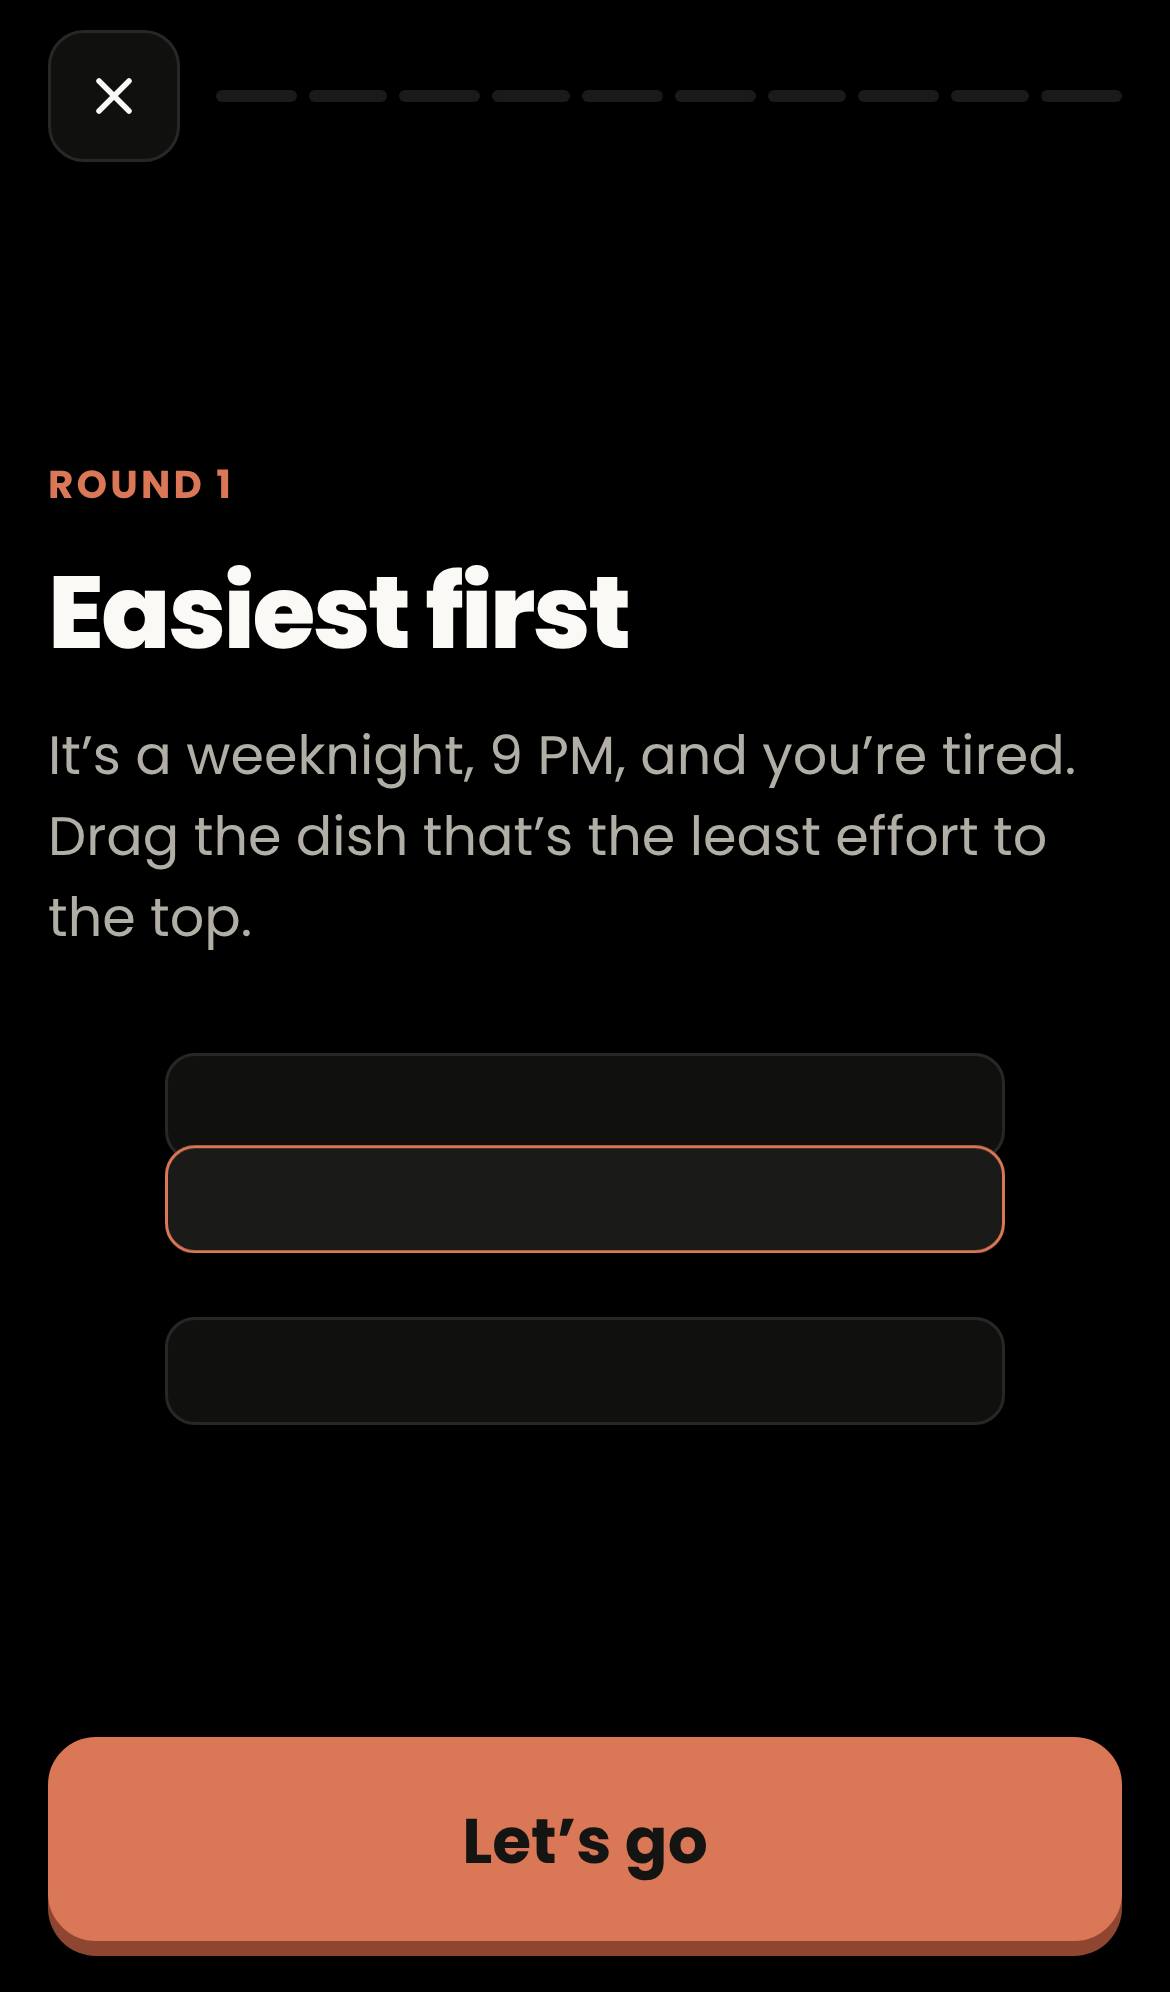 ROUND 1
Easiest first
It’s a weeknight, 9 PM, and you’re tired.
Drag the dish that’s the least effort to
the top.
Let’s go